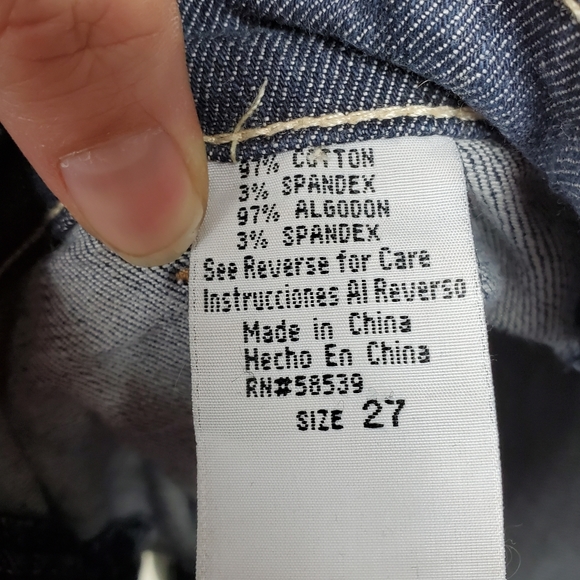 97% COTTON
3% SPANDEX
97% ALGODON
3% SPANDEX
See Reverse for Care
Instrucciones Al Reverso
Made in China
Hecho En China
RN#58539
SIZE 27